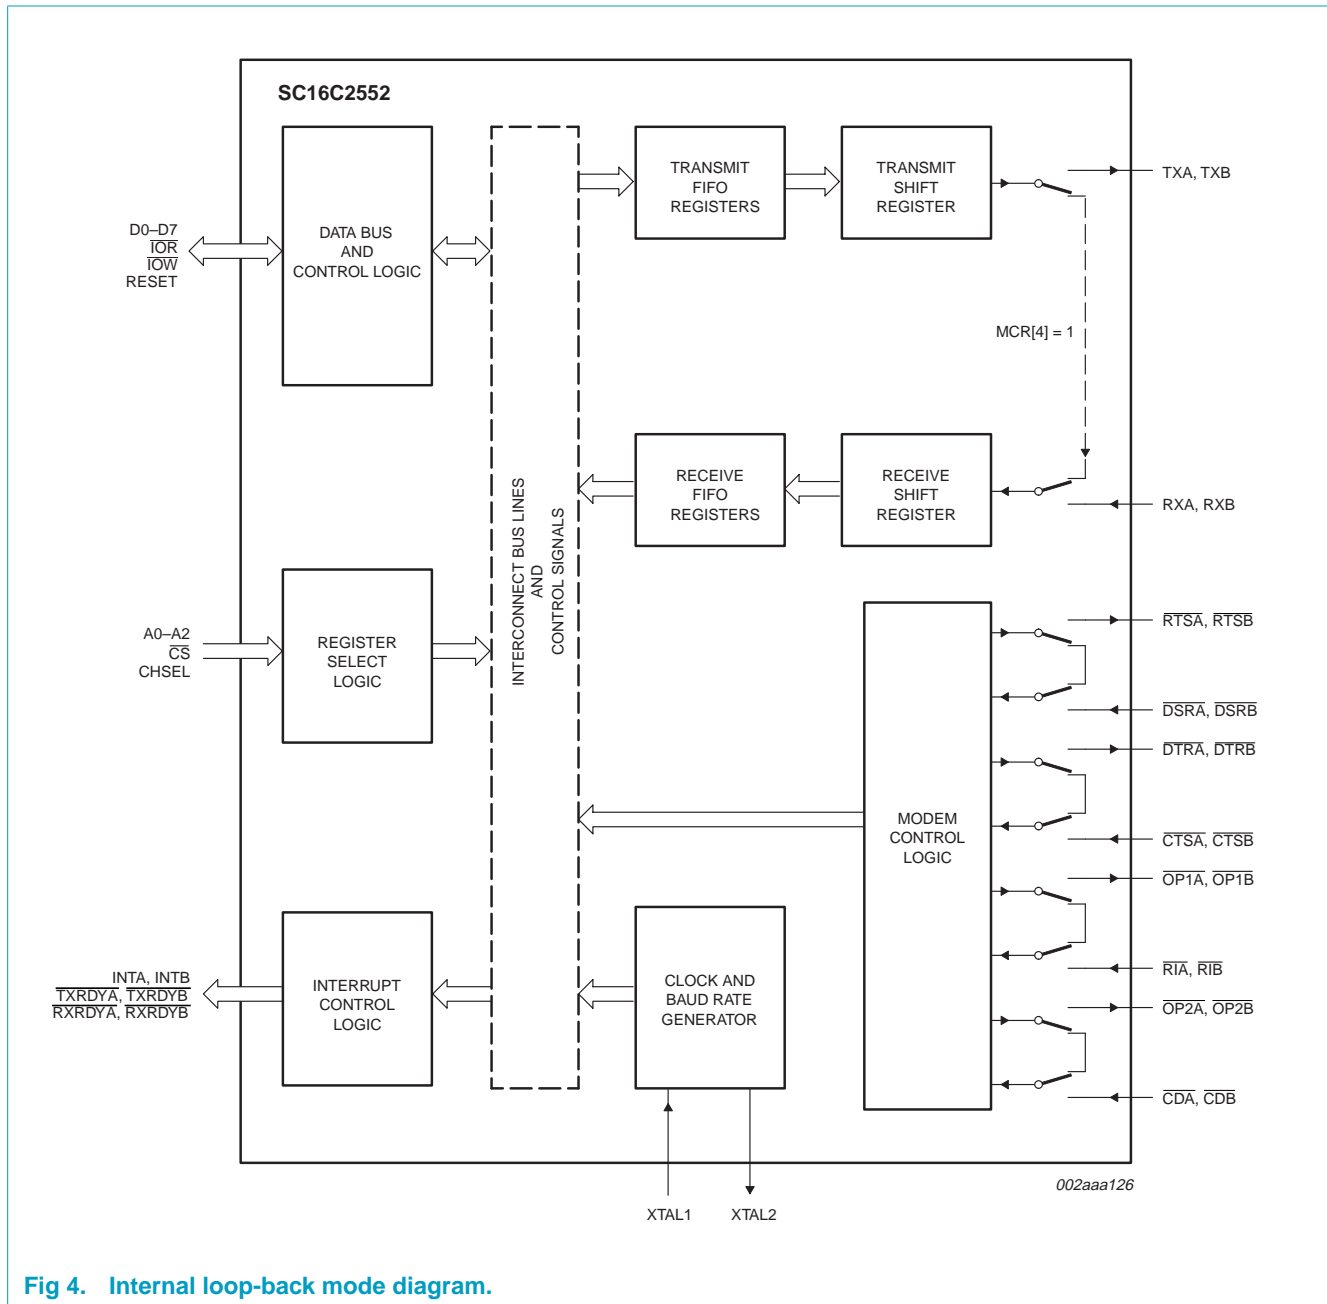 SC16C2552
D0–D7
IOR
IOW
RESET
DATA BUS
AND
CONTROL LOGIC
A0–A2
CS
CHSEL
REGISTER
SELECT
LOGIC
INTA, INTB
TXRDYA, TXRDYB
RXRDYA, RXRDYB
INTERRUPT
CONTROL
LOGIC
INTERCONNECT BUS LINES
AND
CONTROL SIGNALS
TRANSMIT
FIFO
REGISTERS
TRANSMIT
SHIFT
REGISTER
TXA, TXB
MCR[4] = 1
RECEIVE
FIFO
REGISTERS
RECEIVE
SHIFT
REGISTER
RXA, RXB
MODEM
CONTROL
LOGIC
RTSA, RTSB
DSRA, DSRB
DTRA, DTRB
CTSA, CTSB
OP1A, OP1B
RIA, RIB
OP2A, OP2B
CDA, CDB
CLOCK AND
BAUD RATE
GENERATOR
XTAL1
XTAL2
002aaa126
Fig 4. Internal loop-back mode diagram.